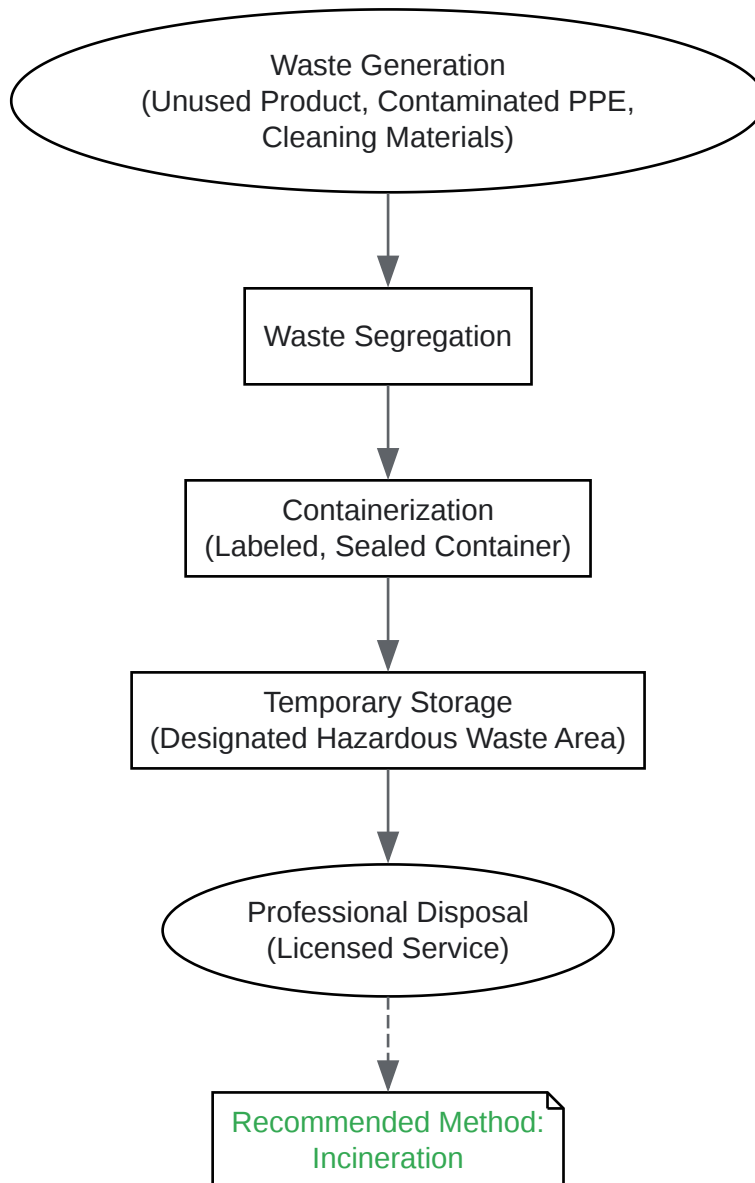 Waste Generation
(Unused Product, Contaminated PPE,
Cleaning Materials)
Waste Segregation
Containerization
(Labeled, Sealed Container)
Temporary Storage
(Designated Hazardous Waste Area)
Professional Disposal
(Licensed Service)
Recommended Method:
Incineration